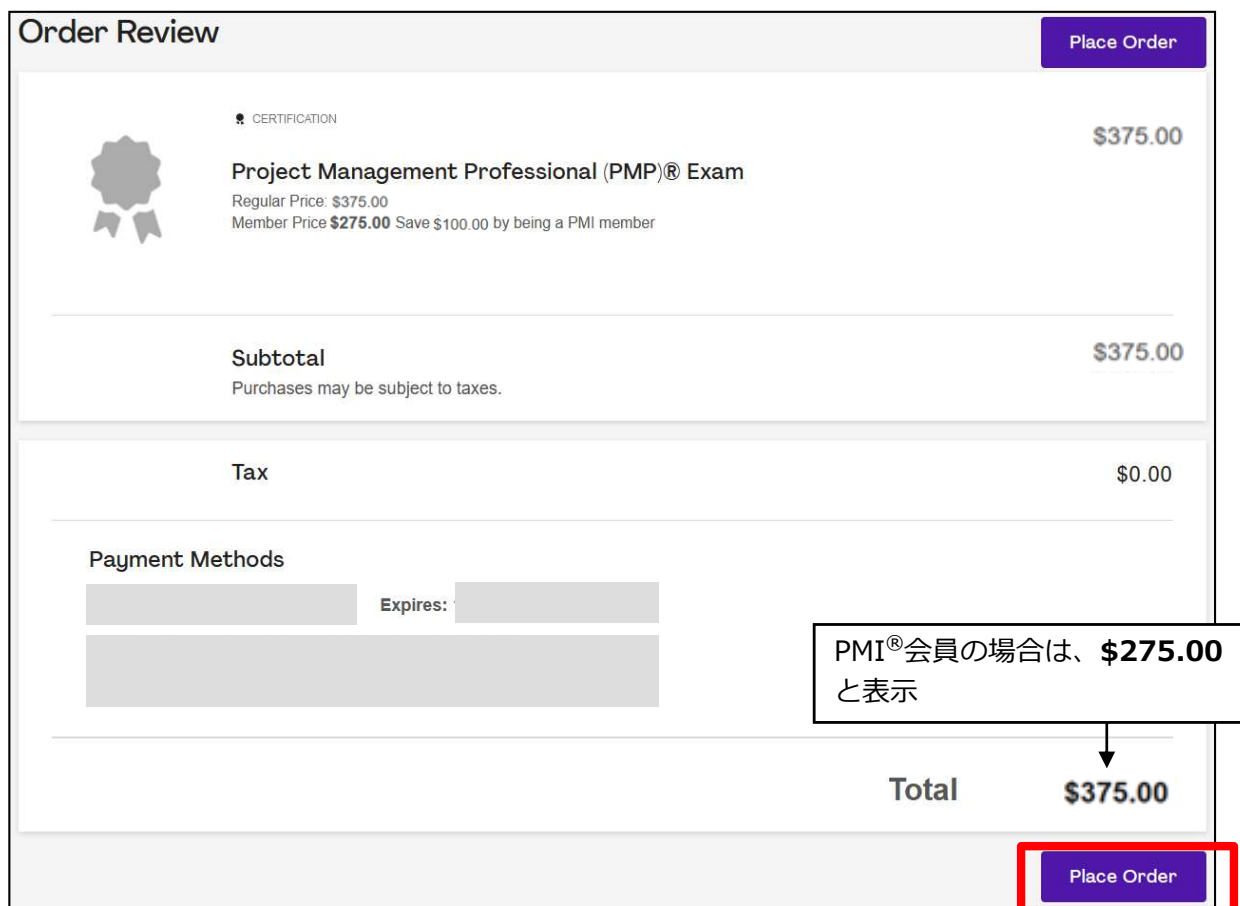 Order Review
Place Order
CERTIFICATION
$375.00
Project Management Professional (PMP)® Exam
Regular Price: $375.00
Member Price $275.00 Save $100.00 by being a PMI member
Subtotal
$375.00
Purchases may be subject to taxes.
Tax
$0.00
Payment Methods
Expires:
PMI®会員の場合は、$275.00
と表示
Total
$375.00
Place Order